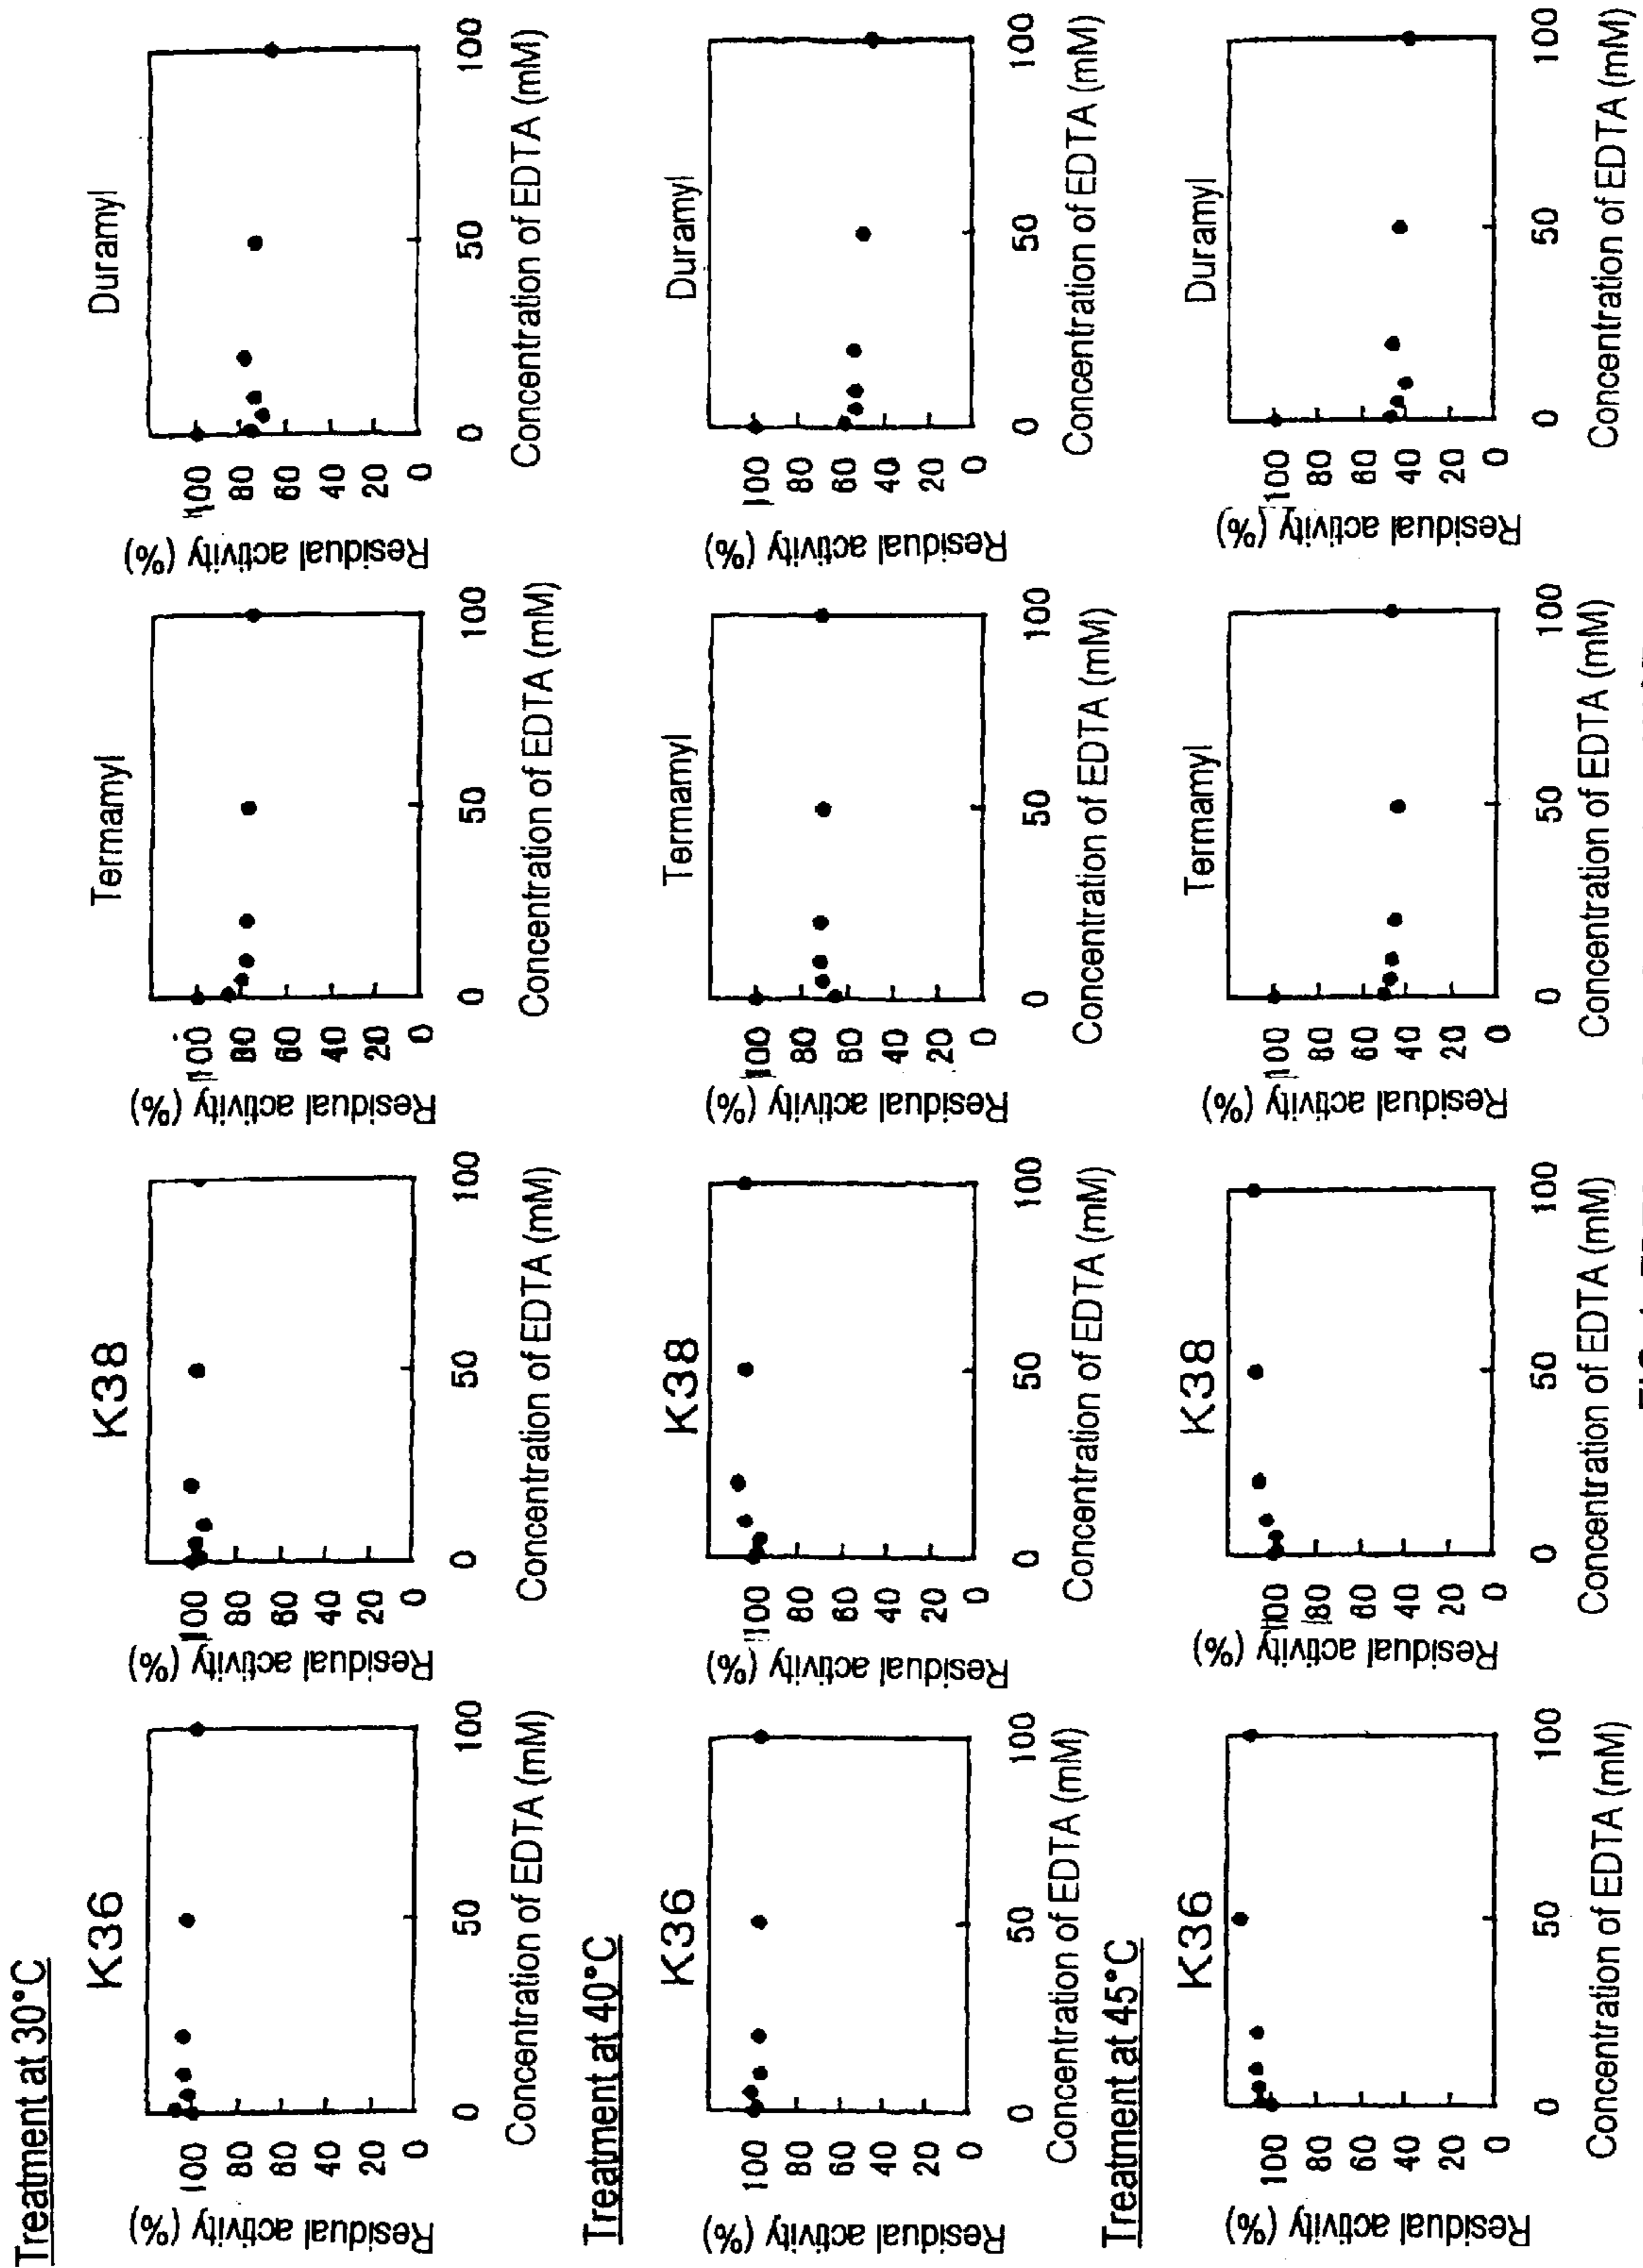 Treatment at 30°C
K36
Residual activity (%)
100
80
60
40
20
0
0
50
100
Concentration of EDTA (mM)
K38
Residual activity (%)
100
80
60
40
20
0
0
50
100
Concentration of EDTA (mM)
Termamyl
Residual activity (%)
100
80
60
40
20
0
0
50
100
Concentration of EDTA (mM)
Duramyl
Residual activity (%)
100
80
60
40
20
0
0
50
100
Concentration of EDTA (mM)
Treatment at 40°C
K36
Residual activity (%)
100
80
60
40
20
0
0
50
100
Concentration of EDTA (mM)
K38
Residual activity (%)
100
80
60
40
20
0
0
50
100
Concentration of EDTA (mM)
Termamyl
Residual activity (%)
100
80
60
40
20
0
0
50
100
Concentration of EDTA (mM)
Duramyl
Residual activity (%)
100
80
60
40
20
0
0
50
100
Concentration of EDTA (mM)
Treatment at 45°C
K36
Residual activity (%)
100
80
60
40
20
0
0
50
100
Concentration of EDTA (mM)
K38
Residual activity (%)
100
80
60
40
20
0
0
50
100
Concentration of EDTA (mM)
Termamyl
Residual activity (%)
100
80
60
40
20
0
0
50
100
Concentration of EDTA (mM)
Duramyl
Residual activity (%)
100
80
60
40
20
0
0
50
100
Concentration of EDTA (mM)